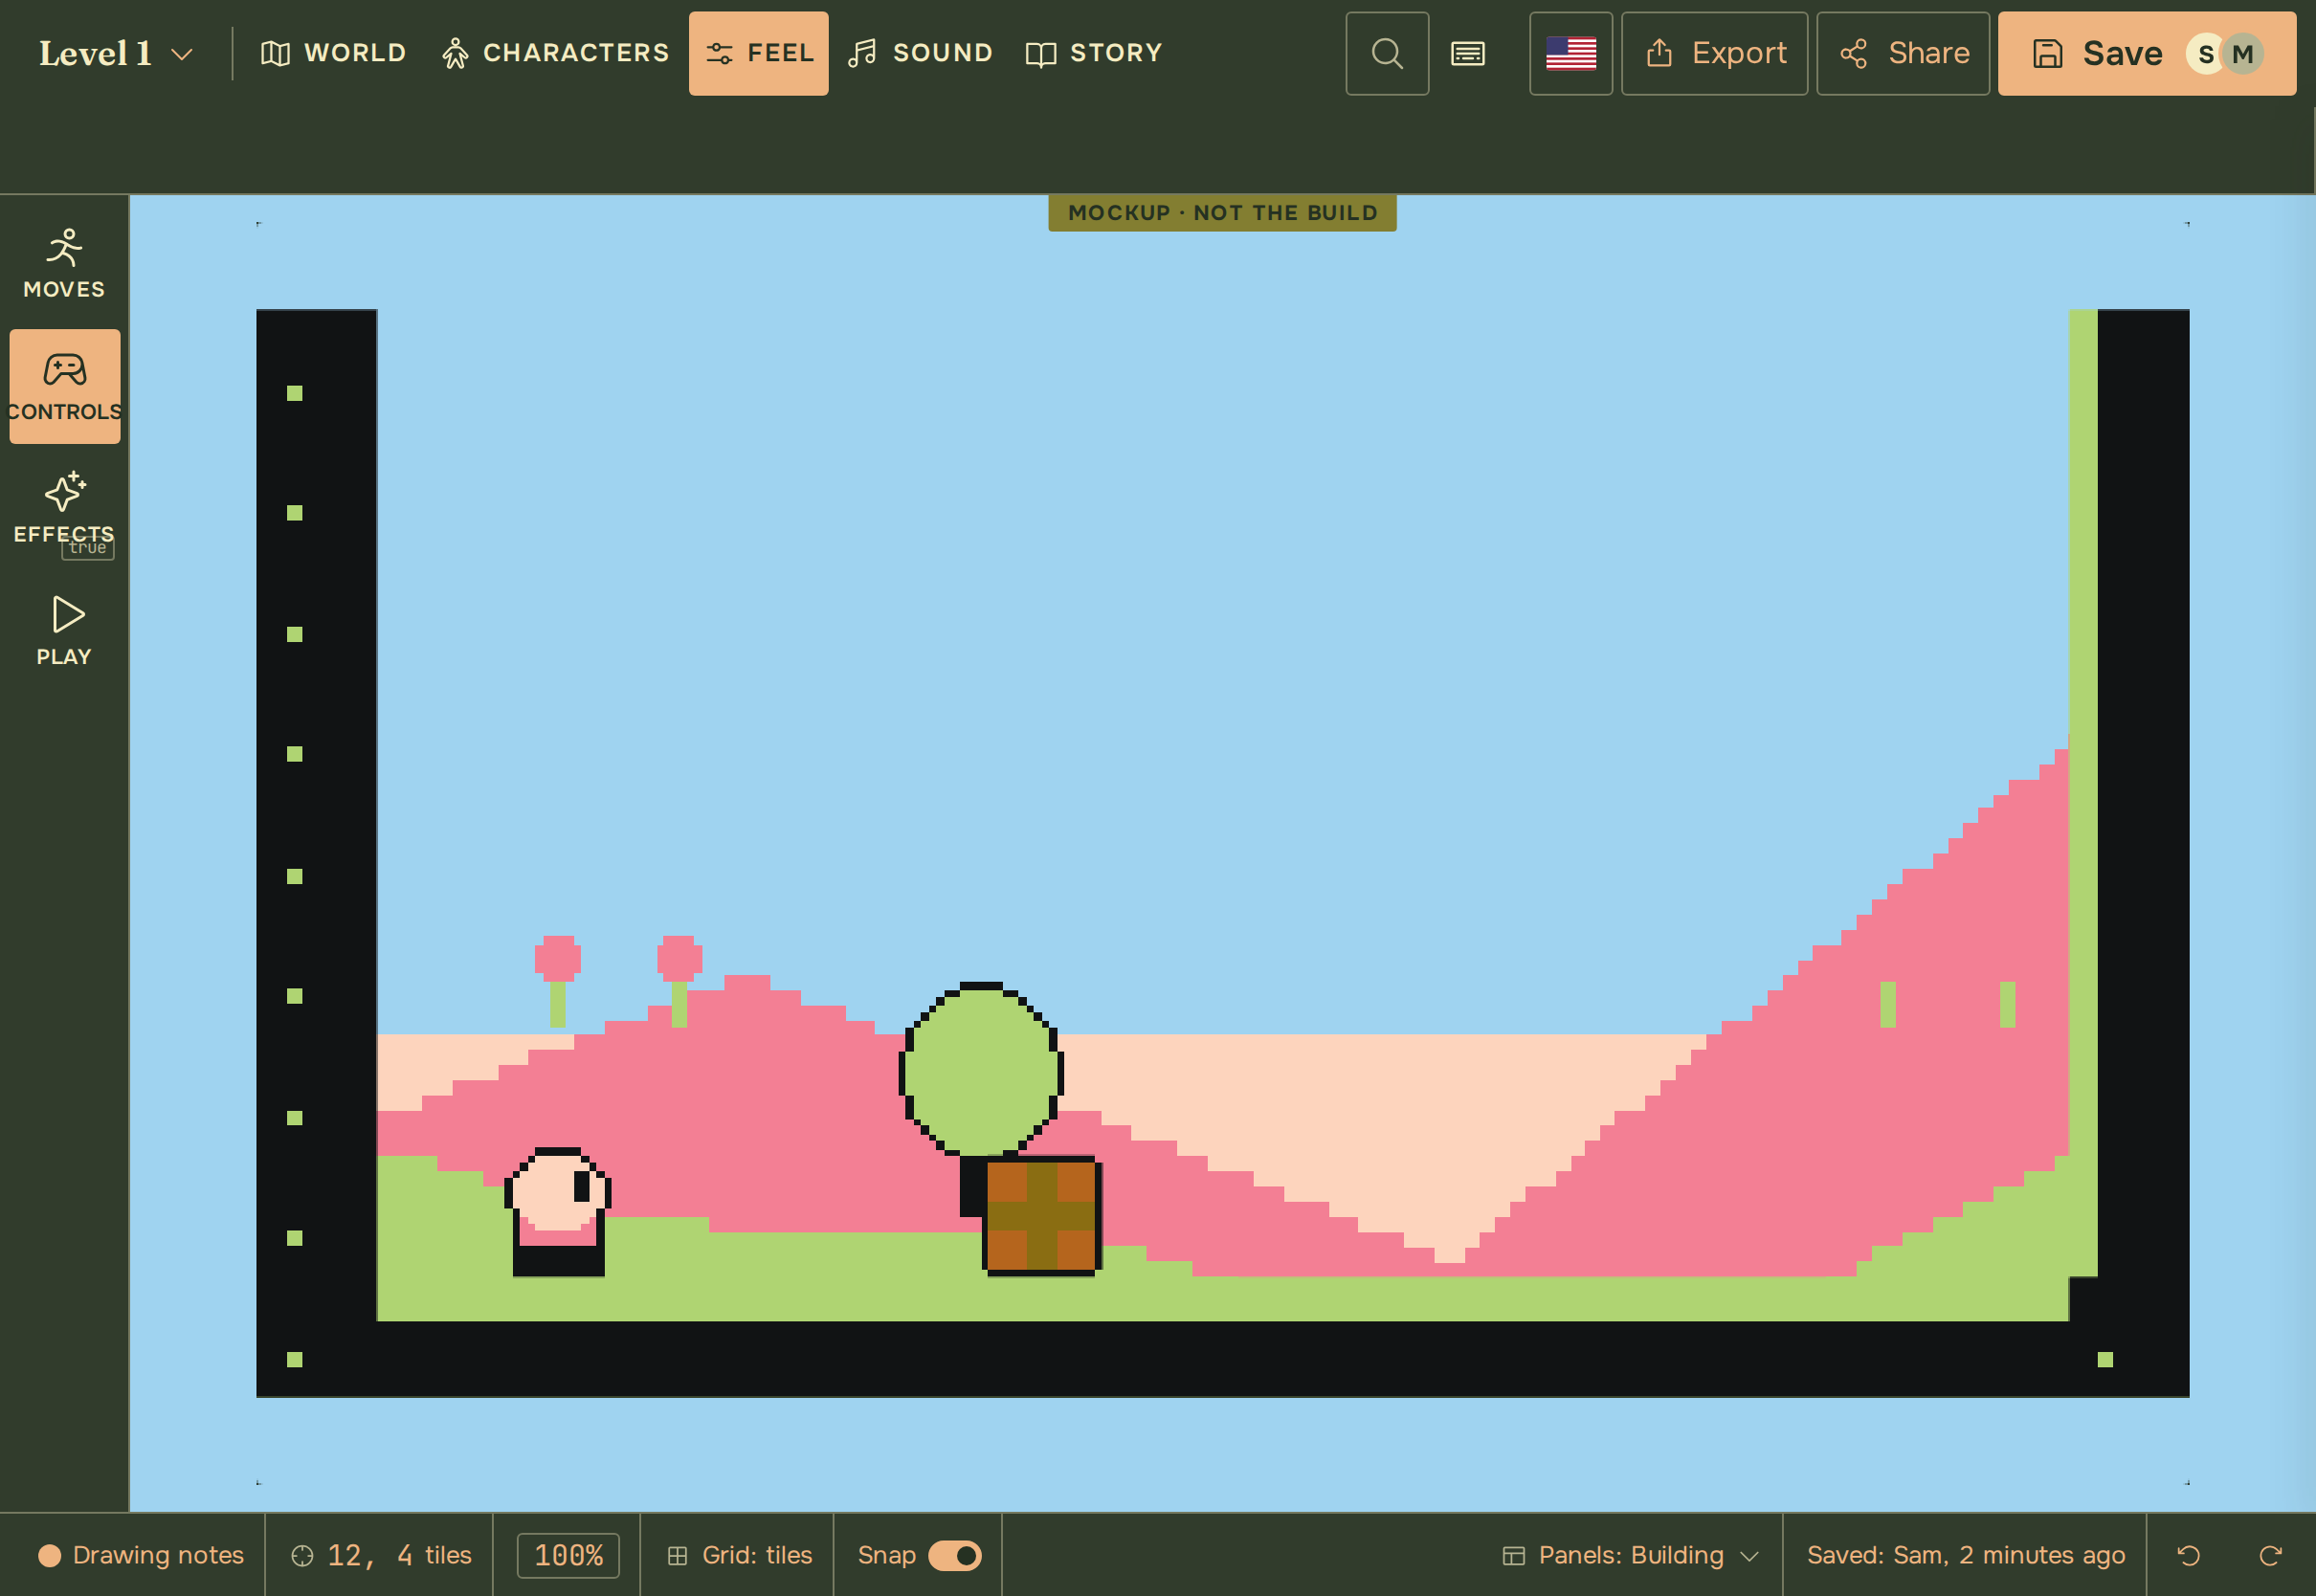 Level 1
WORLD
CHARACTERS
FEEL
SOUND
STORY
Export
Share
Save
S
M
MOCKUP · NOT THE BUILD
MOVES
CONTROLS
EFFECTS
true
PLAY
Drawing notes
12, 4 tiles
100%
Grid: tiles
Snap
Panels: Building
Saved: Sam, 2 minutes ago